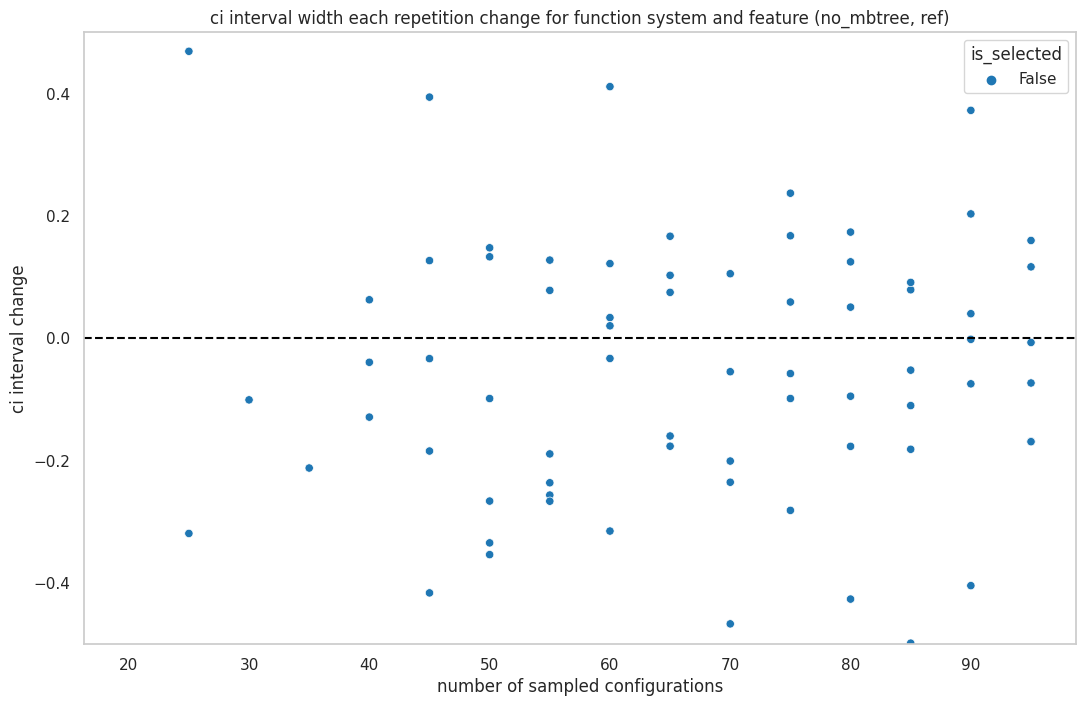 ci interval width each repetition change for function system and feature (no_mbtree, ref)
is_selected
False
0.4
0.2
0.0
−0.2
−0.4
ci interval change
20 30 40 50 60 70 80 90
number of sampled configurations